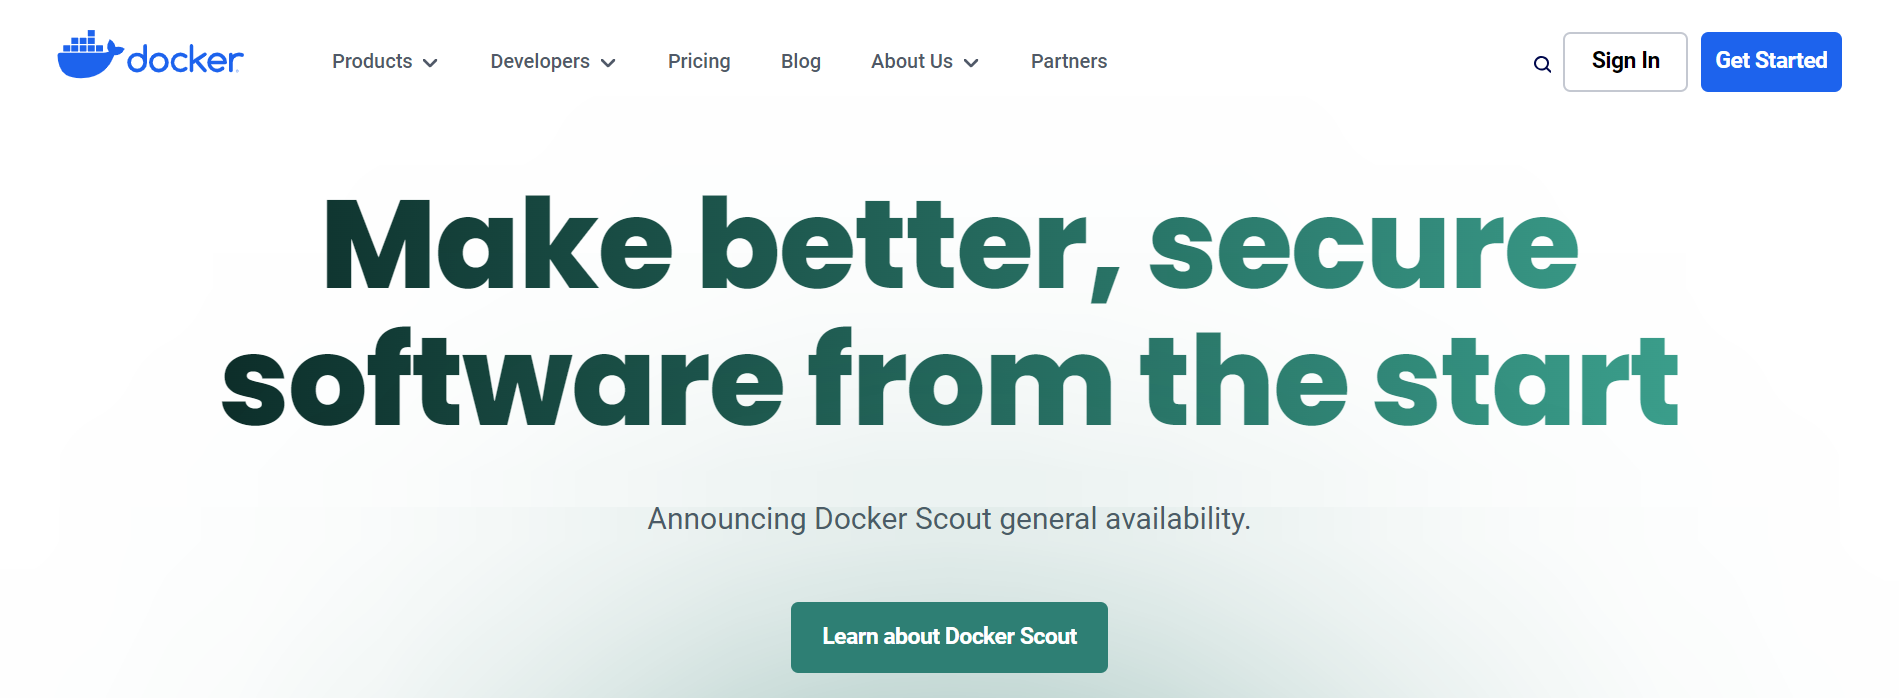 docker
Products
Developers
Pricing
Blog
About Us
Partners
Sign In
Get Started
Make better, secure
software from the start
Announcing Docker Scout general availability.
Learn about Docker Scout